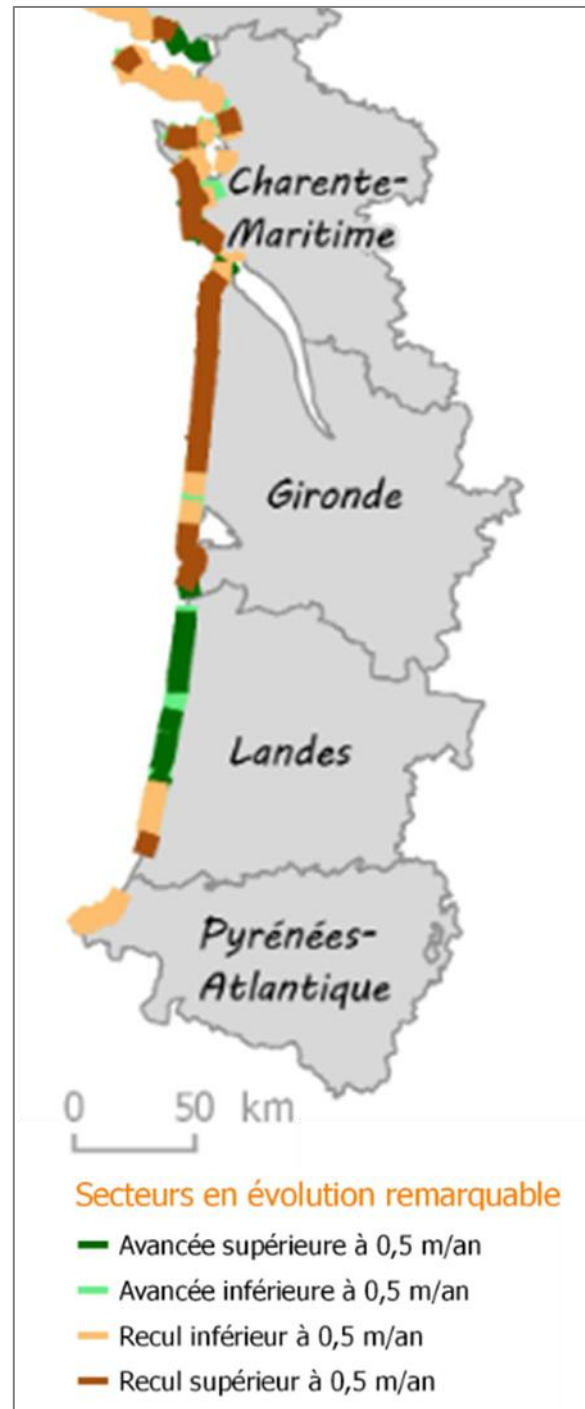 Charente-
Maritime
Gironde
Landes
Pyrénées-
Atlantique
0 50 km
Secteurs en évolution remarquable
Avancée supérieure à 0,5 m/an
Avancée inférieure à 0,5 m/an
Recul inférieur à 0,5 m/an
Recul supérieur à 0,5 m/an